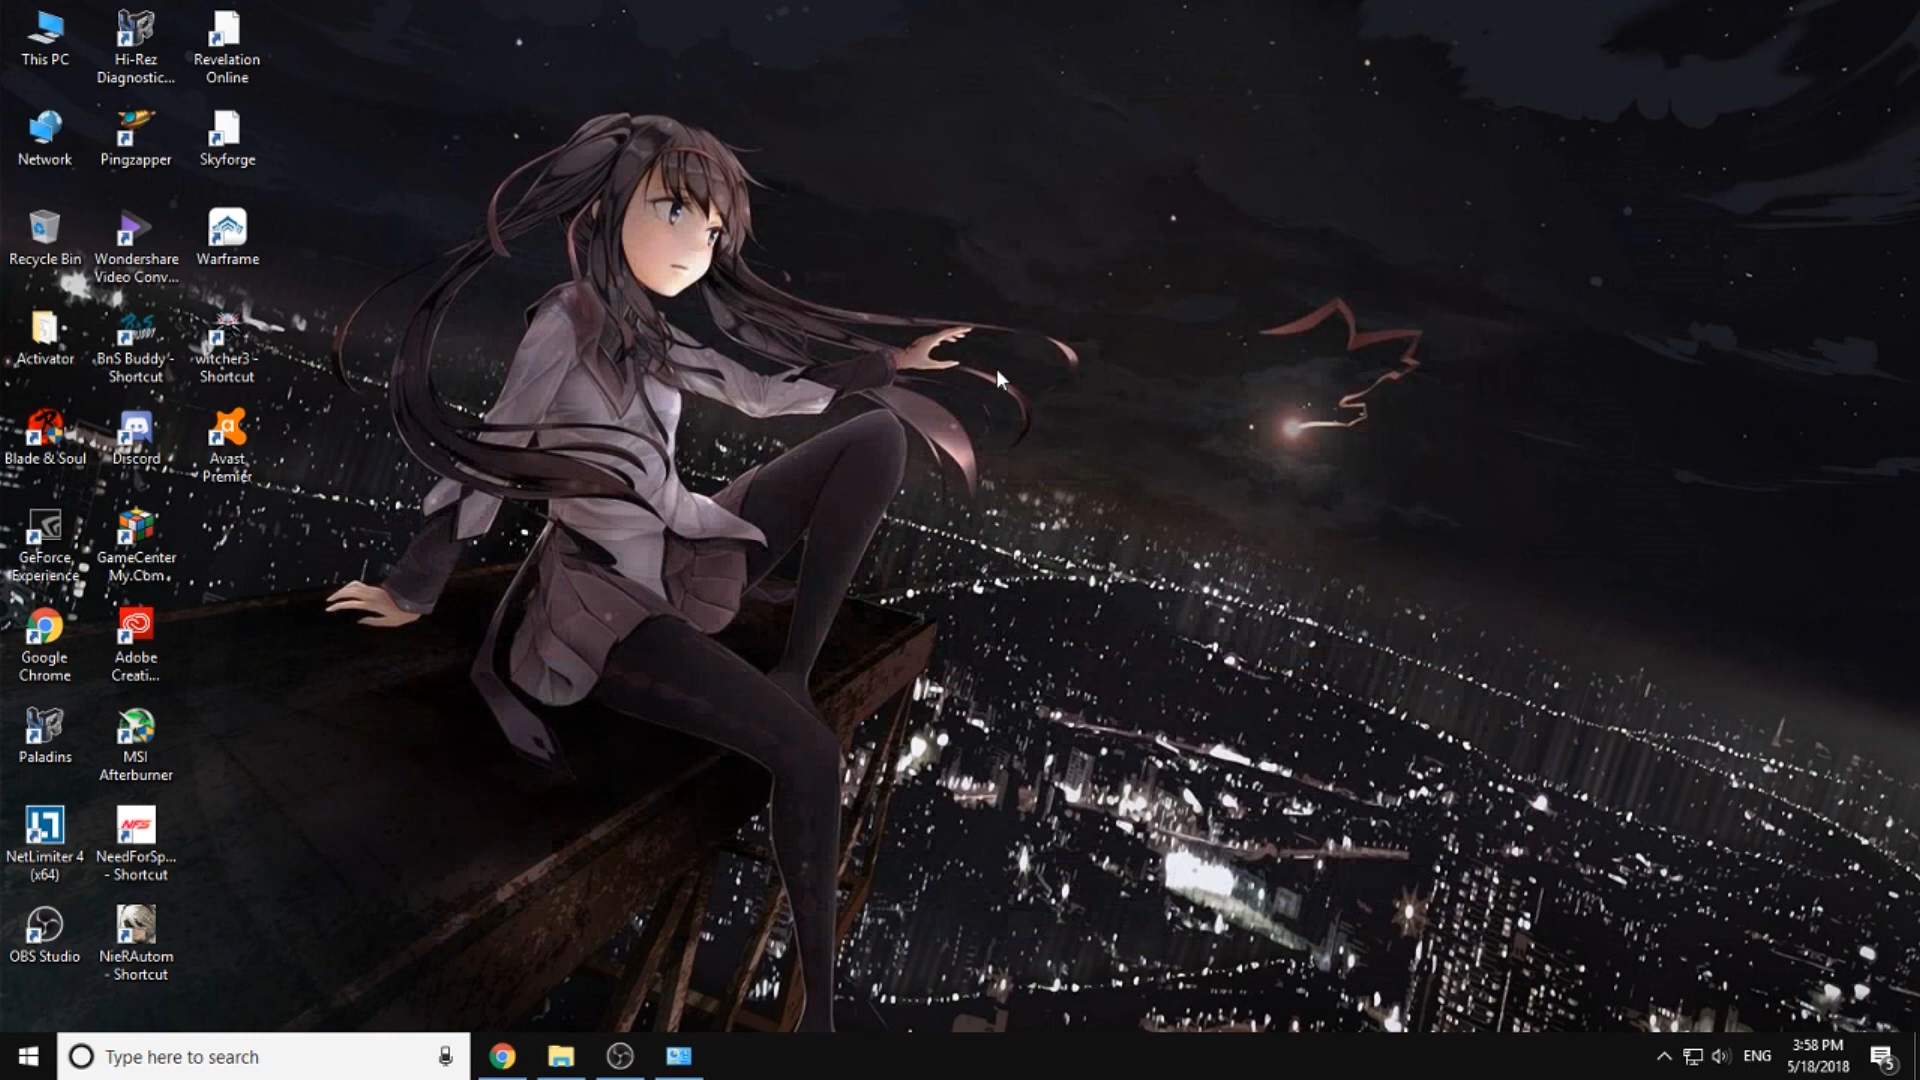 This PC
Hi-Rez
Diagnostic...
Revelation
Online
Network
Pingzapper
Skyforge
Recycle Bin
Wondershare
Video Conv...
Warframe
Activator
BnS Buddy -
Shortcut
witcher3 -
Shortcut
Blade & Soul
Discord
Avast
Premier
GeForce
Experience
GameCenter
My.Com
Google
Chrome
Adobe
Creati...
Paladins
MSI
Afterburner
NetLimiter 4
(x64)
NFS
NeedForSp...
- Shortcut
OBS Studio
NieRAutom
- Shortcut
Type here to search
ENG
3:58 PM
5/18/2018
5